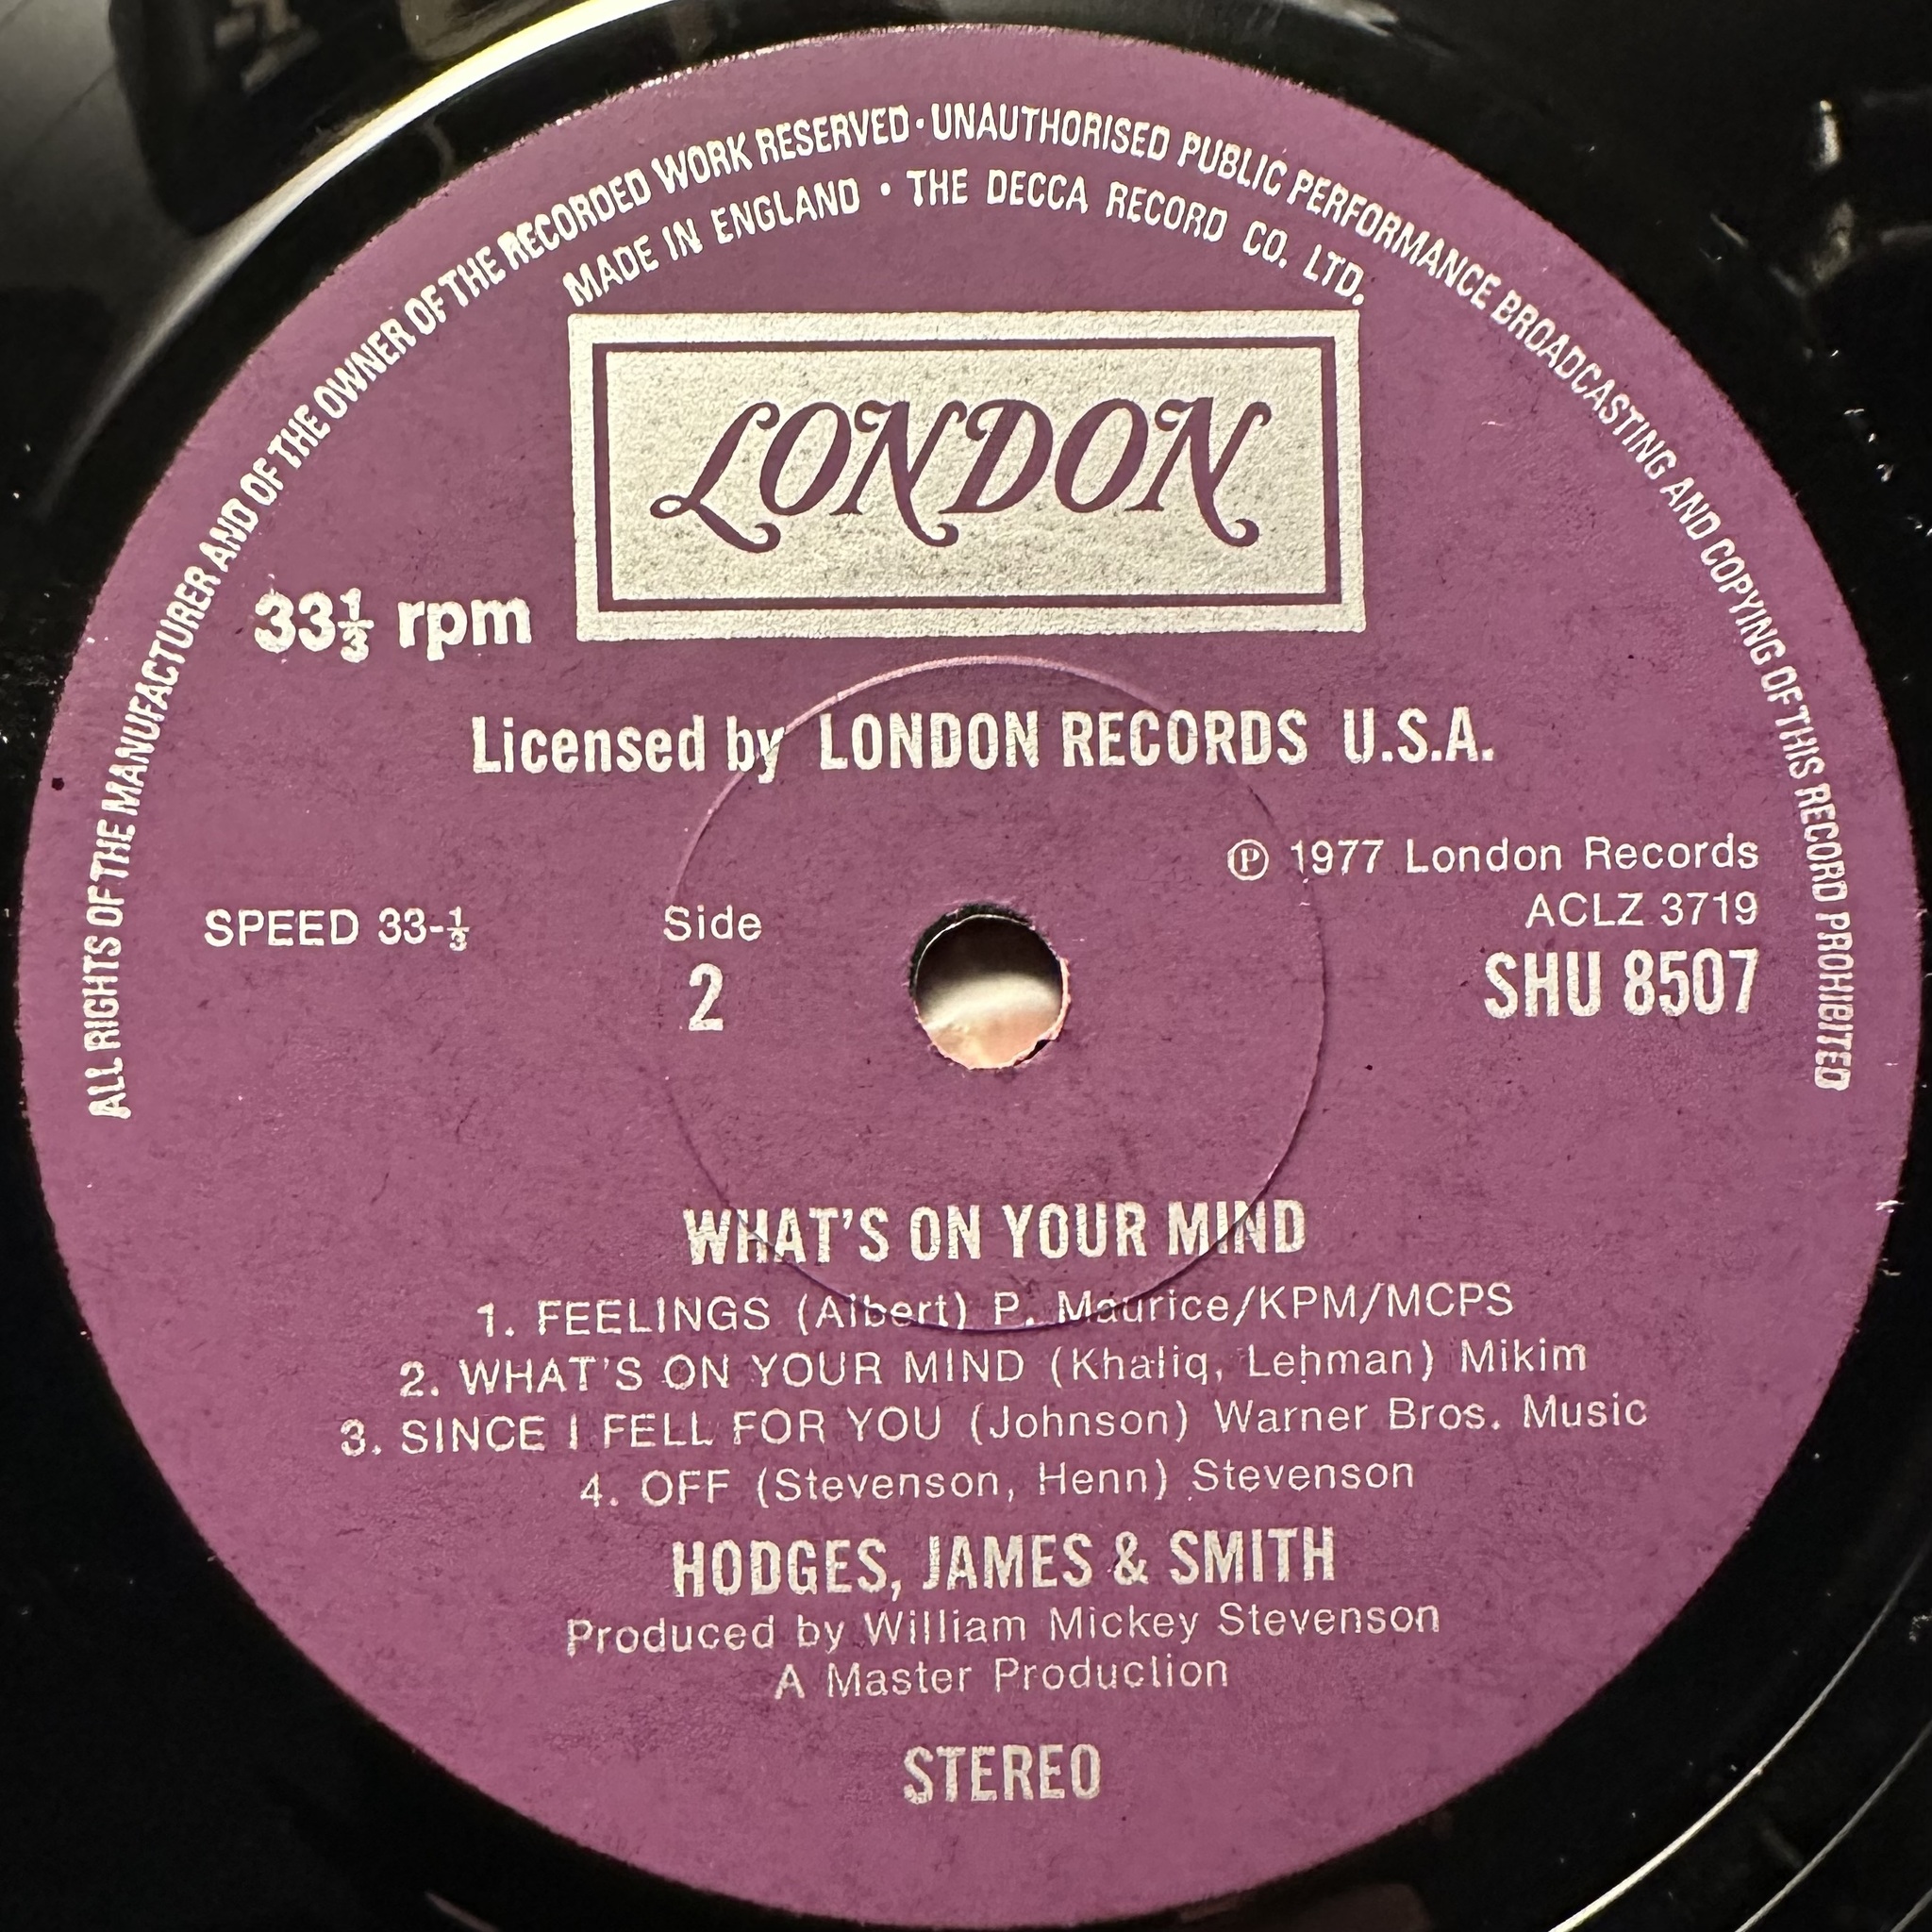 ALL RIGHTS OF THE MANUFACTURER AND OF THE OWNER OF THE RECORDED WORK RESERVED · UNAUTHORISED PUBLIC PERFORMANCE BROADCASTING AND COPYING OF THIS RECORD PROHIBITED
MADE IN ENGLAND • THE DECCA RECORD CO. LTD.
LONDON
33⅓ rpm
Licensed by LONDON RECORDS U.S.A.
℗ 1977 London Records
ACLZ 3719
SPEED 33-⅓
Side
2
SHU 8507
WHAT'S ON YOUR MIND
1. FEELINGS (Albert) P. Maurice/KPM/MCPS
2. WHAT'S ON YOUR MIND (Khaliq, Lehman) Mikim
3. SINCE I FELL FOR YOU (Johnson) Warner Bros. Music
4. OFF (Stevenson, Henn) Stevenson
HODGES, JAMES & SMITH
Produced by William Mickey Stevenson
A Master Production
STEREO